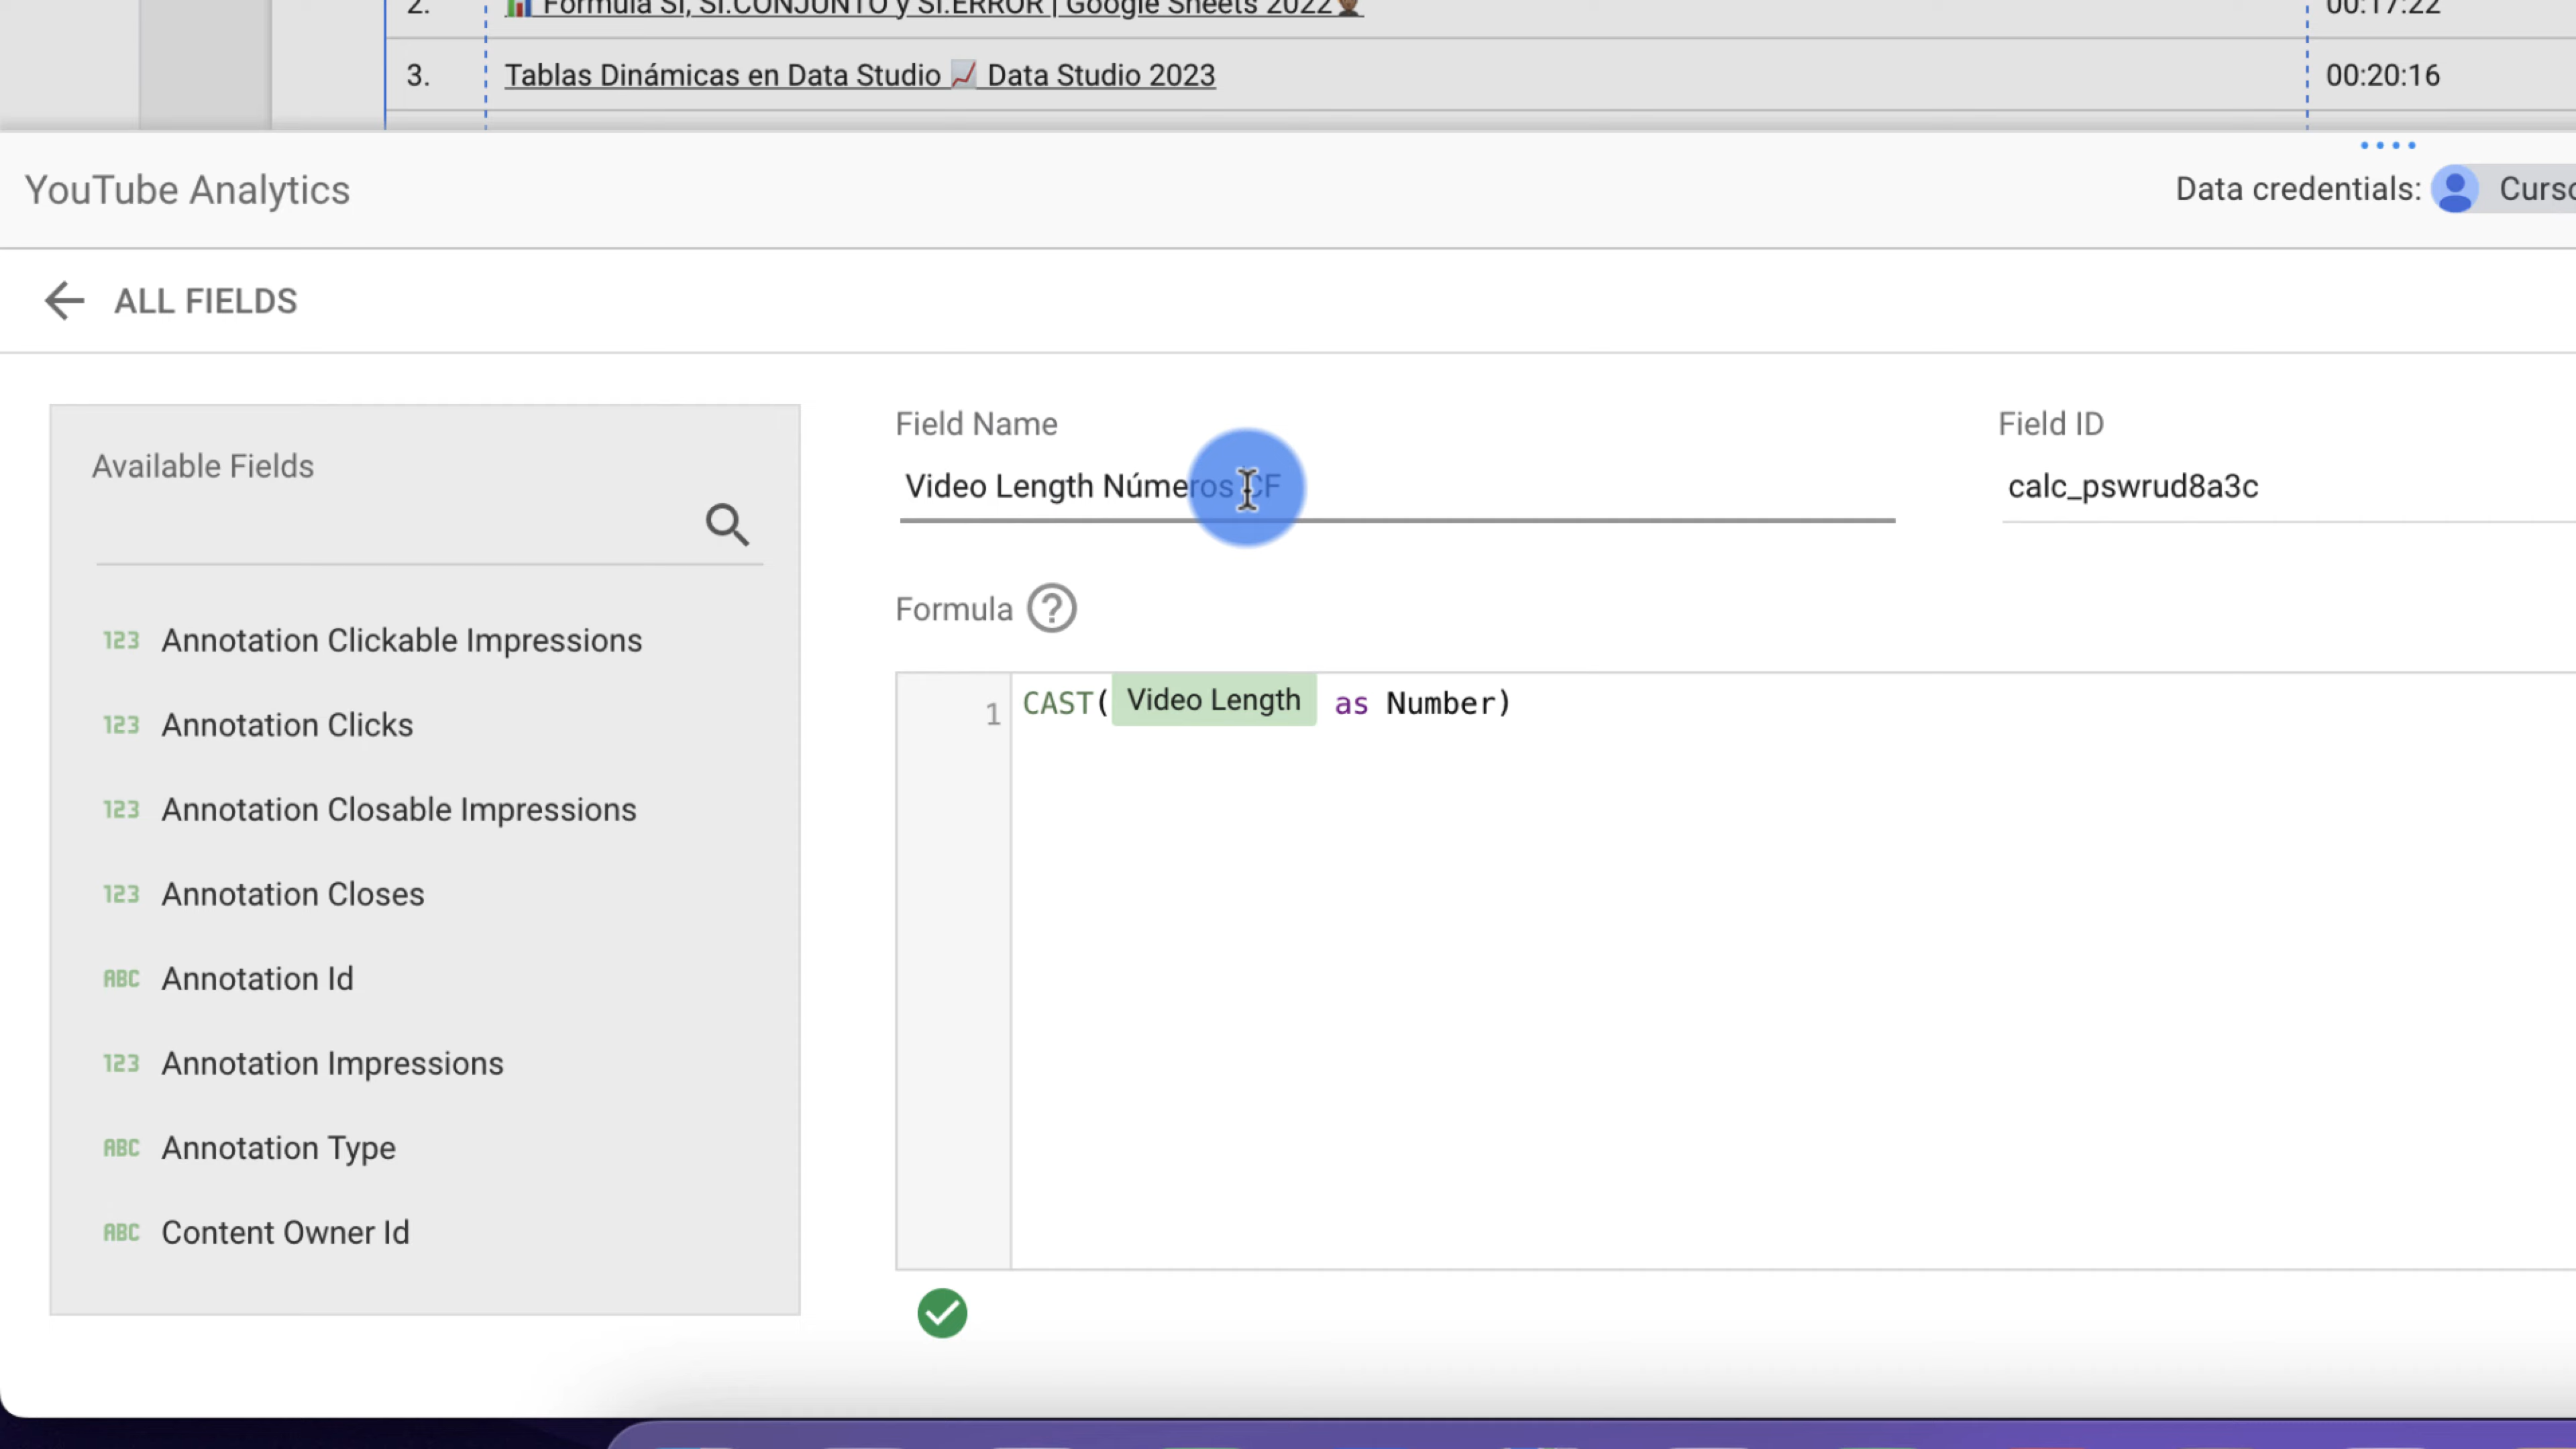 2. Fórmula SI, SI.CONJUNTO y SI.ERROR | Google Sheets 2022 00:17:22
3. Tablas Dinámicas en Data Studio Data Studio 2023 00:20:16
YouTube Analytics
Data credentials: Curso
ALL FIELDS
Available Fields
123 Annotation Clickable Impressions
123 Annotation Clicks
123 Annotation Closable Impressions
123 Annotation Closes
ABC Annotation Id
123 Annotation Impressions
ABC Annotation Type
ABC Content Owner Id
Field Name
Video Length Números CF
Field ID
calc_pswrud8a3c
Formula ?
1 CAST( Video Length as Number)